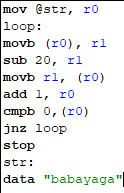 mov @str, r0
loop:
movb (r0), r1
sub 20, r1
movb r1, (r0)
add 1, r0
cmpb 0,(r0)
jnz loop
stop
str:
data "babayaga"